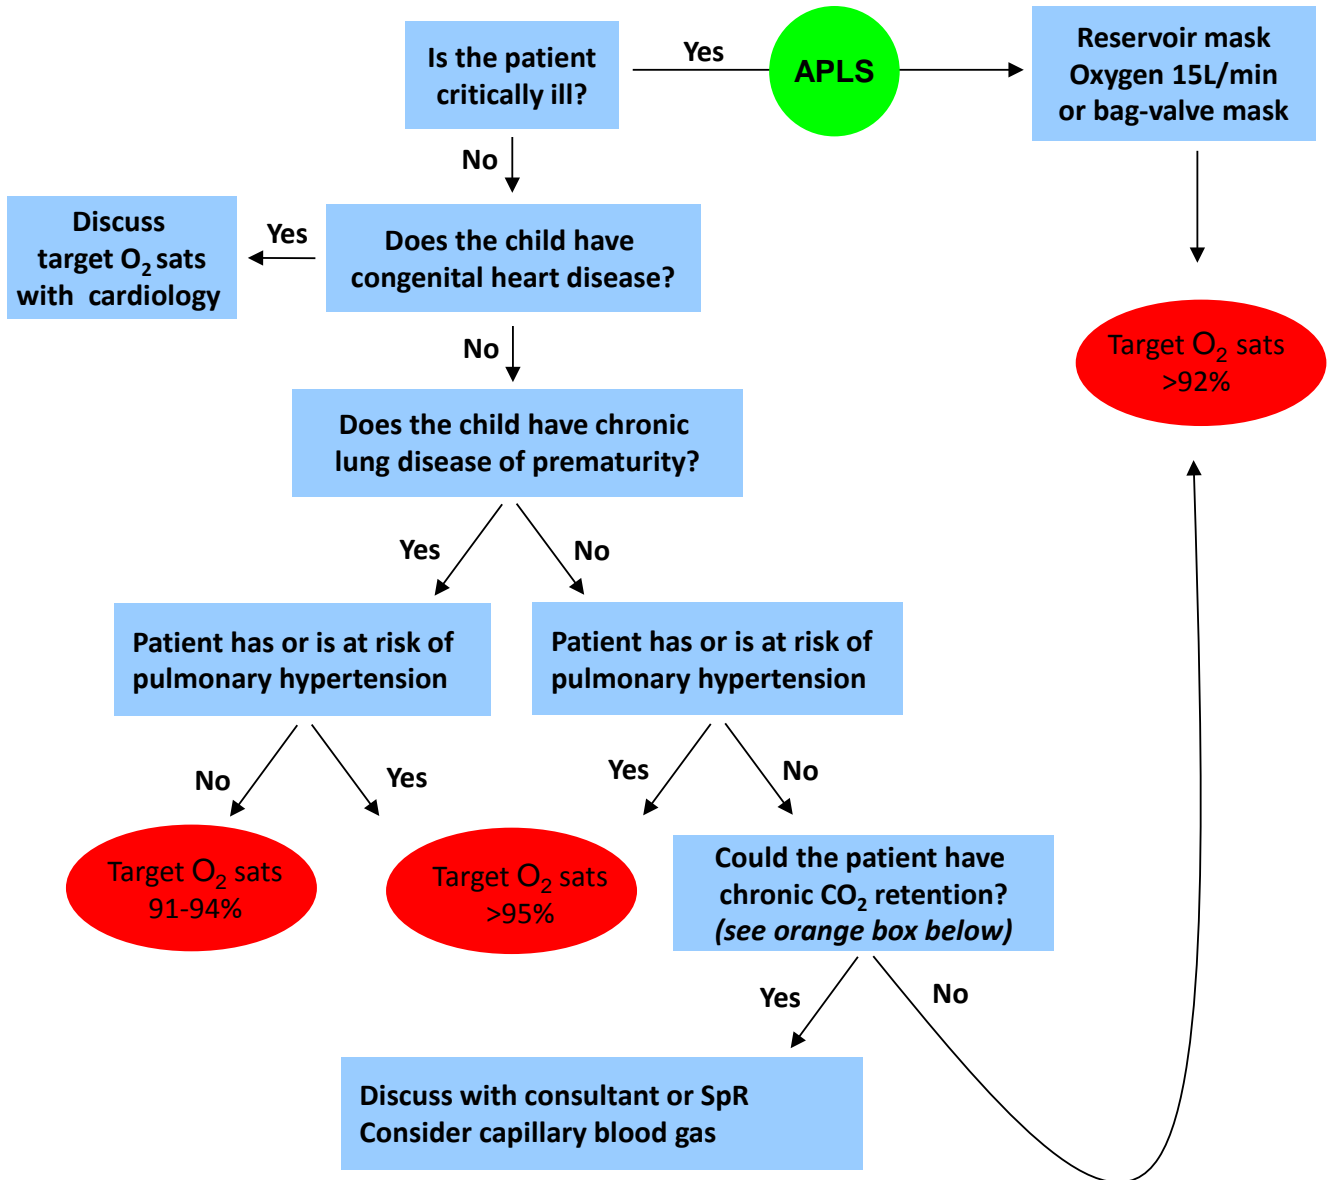 Is the patient
critically ill?
Yes
APLS
Reservoir mask
Oxygen 15L/min
or bag-valve mask
No
Discuss
target O₂ sats
with cardiology
Yes
Does the child have
congenital heart disease?
Target O₂ sats
>92%
No
Does the child have chronic
lung disease of prematurity?
Yes
No
Patient has or is at risk of
pulmonary hypertension
Patient has or is at risk of
pulmonary hypertension
No
Yes
Yes
No
Target O₂ sats
91-94%
Target O₂ sats
>95%
Could the patient have
chronic CO₂ retention?
(see orange box below)
Yes
No
Discuss with consultant or SpR
Consider capillary blood gas